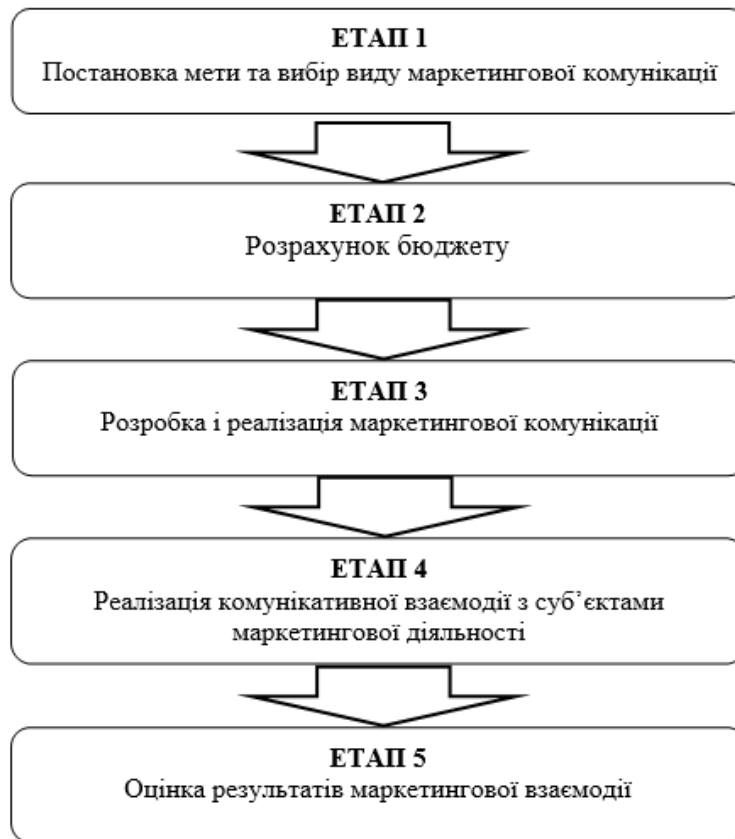 ЕТАП 1
Постановка мети та вибір виду маркетингової комунікації
ЕТАП 2
Розрахунок бюджету
ЕТАП 3
Розробка і реалізація маркетингової комунікації
ЕТАП 4
Реалізація комунікативної взаємодії з суб’єктами
маркетингової діяльності
ЕТАП 5
Оцінка результатів маркетингової взаємодії